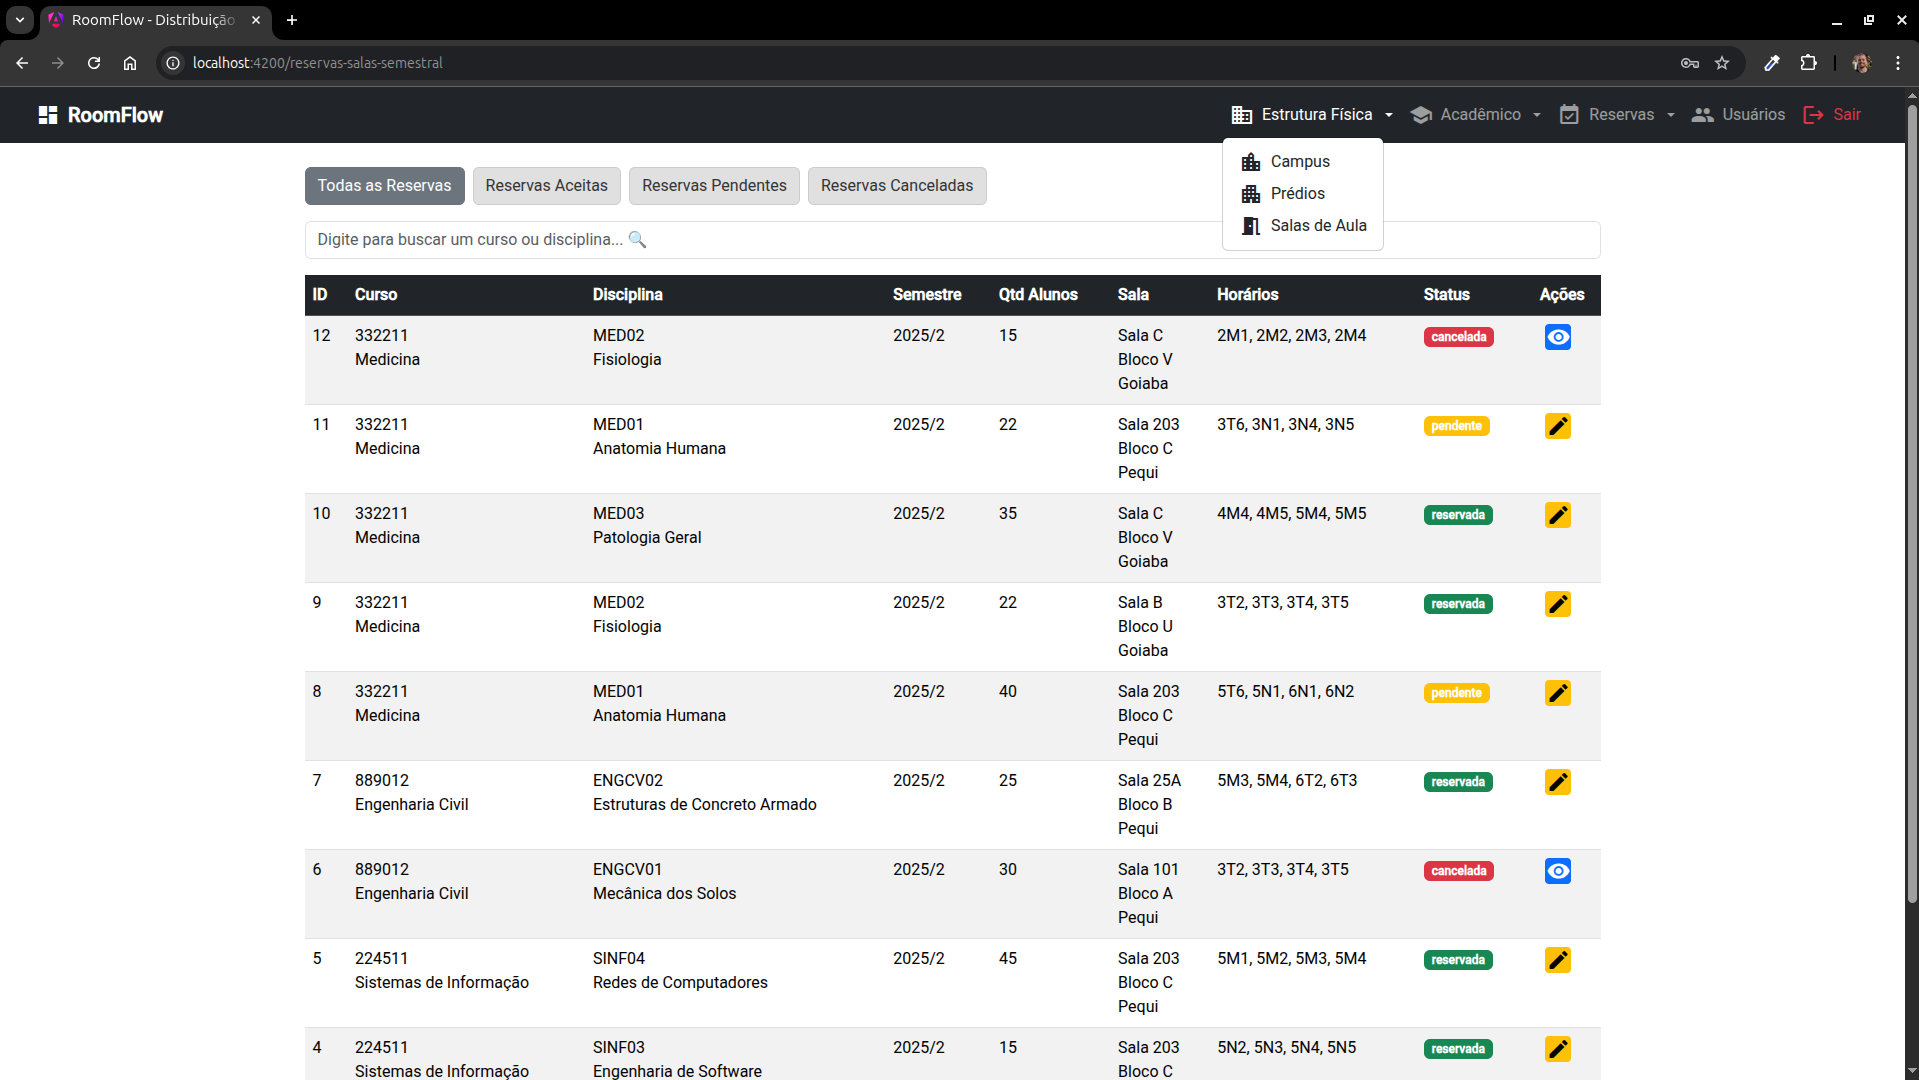 RoomFlow - Distribuição
localhost:4200/reservas-salas-semestral
RoomFlow
Estrutura Física
Acadêmico
Reservas
Usuários
Sair
Campus
Prédios
Salas de Aula
Todas as Reservas
Reservas Aceitas
Reservas Pendentes
Reservas Canceladas
Digite para buscar um curso ou disciplina... 🔍
ID Curso Disciplina Semestre Qtd Alunos Sala Horários Status Ações
12 332211 MED02 2025/2 15 Sala C 2M1, 2M2, 2M3, 2M4 cancelada
Medicina Fisiologia Bloco V
Goiaba
11 332211 MED01 2025/2 22 Sala 203 3T6, 3N1, 3N4, 3N5 pendente
Medicina Anatomia Humana Bloco C
Pequi
10 332211 MED03 2025/2 35 Sala C 4M4, 4M5, 5M4, 5M5 reservada
Medicina Patologia Geral Bloco V
Goiaba
9 332211 MED02 2025/2 22 Sala B 3T2, 3T3, 3T4, 3T5 reservada
Medicina Fisiologia Bloco U
Goiaba
8 332211 MED01 2025/2 40 Sala 203 5T6, 5N1, 6N1, 6N2 pendente
Medicina Anatomia Humana Bloco C
Pequi
7 889012 ENGCV02 2025/2 25 Sala 25A 5M3, 5M4, 6T2, 6T3 reservada
Engenharia Civil Estruturas de Concreto Armado Bloco B
Pequi
6 889012 ENGCV01 2025/2 30 Sala 101 3T2, 3T3, 3T4, 3T5 cancelada
Engenharia Civil Mecânica dos Solos Bloco A
Pequi
5 224511 SINF04 2025/2 45 Sala 203 5M1, 5M2, 5M3, 5M4 reservada
Sistemas de Informação Redes de Computadores Bloco C
Pequi
4 224511 SINF03 2025/2 15 Sala 203 5N2, 5N3, 5N4, 5N5 reservada
Sistemas de Informação Engenharia de Software Bloco C